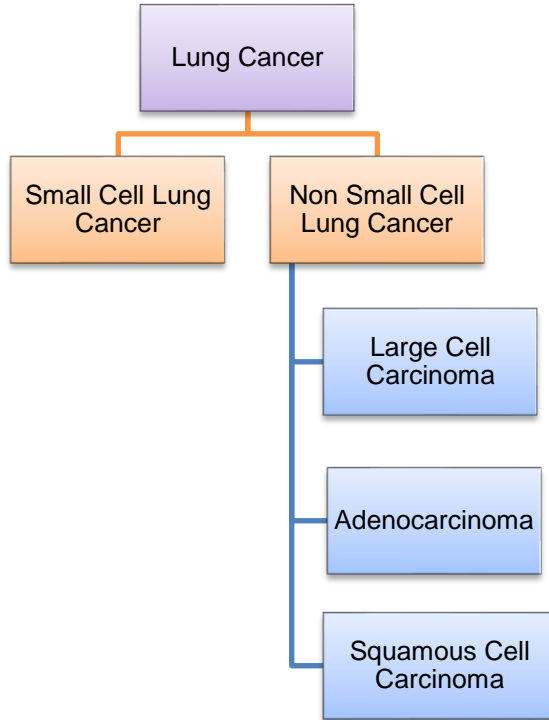 Lung Cancer
Small Cell Lung
Cancer
Non Small Cell
Lung Cancer
Large Cell
Carcinoma
Adenocarcinoma
Squamous Cell
Carcinoma